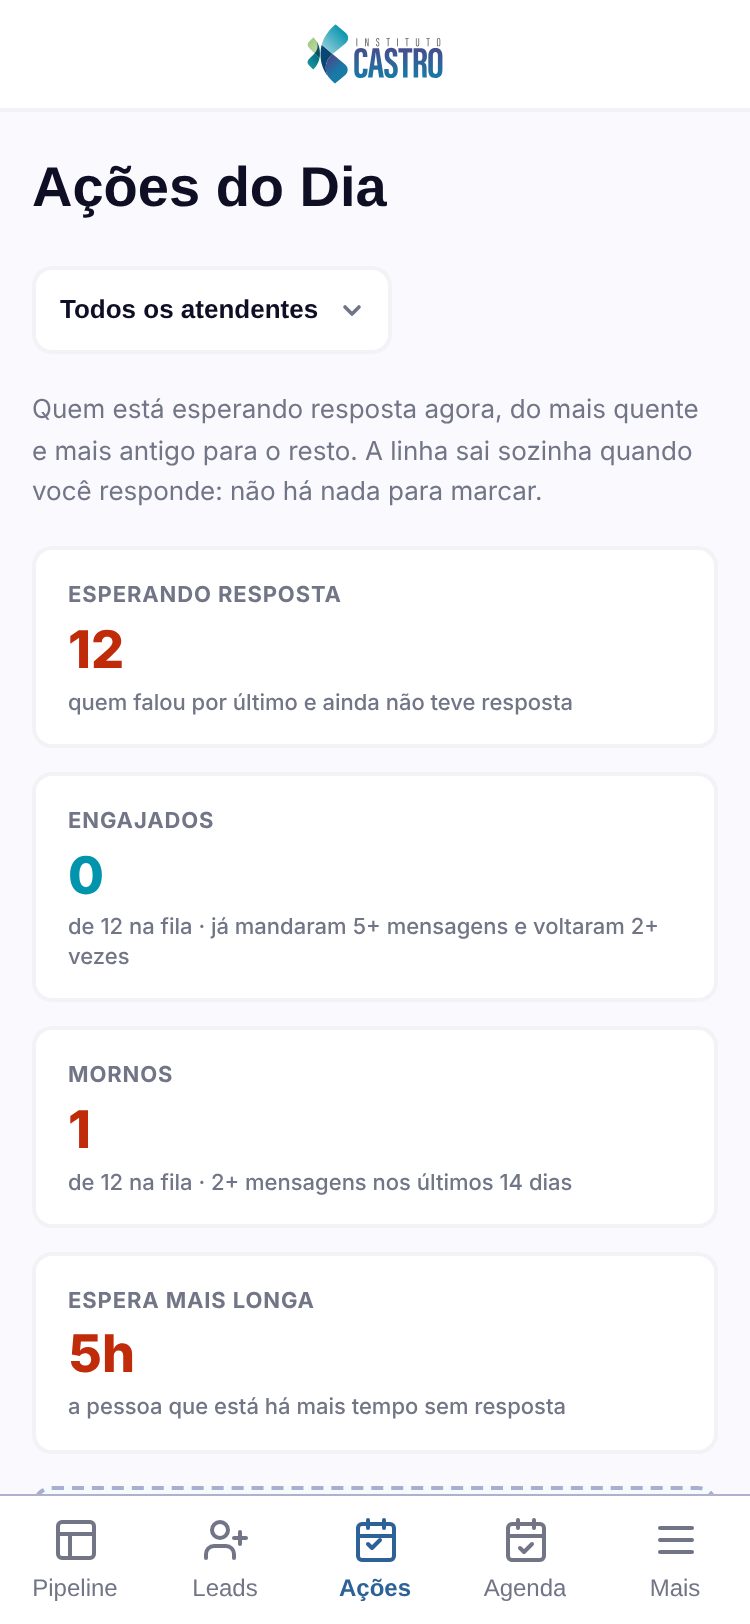 INSTITUTO
CASTRO
Ações do Dia
Todos os atendentes
Quem está esperando resposta agora, do mais quente
e mais antigo para o resto. A linha sai sozinha quando
você responde: não há nada para marcar.
ESPERANDO RESPOSTA
12
quem falou por último e ainda não teve resposta
ENGAJADOS
0
de 12 na fila · já mandaram 5+ mensagens e voltaram 2+
vezes
MORNOS
1
de 12 na fila · 2+ mensagens nos últimos 14 dias
ESPERA MAIS LONGA
5h
a pessoa que está há mais tempo sem resposta
Pipeline
Leads
Ações
Agenda
Mais